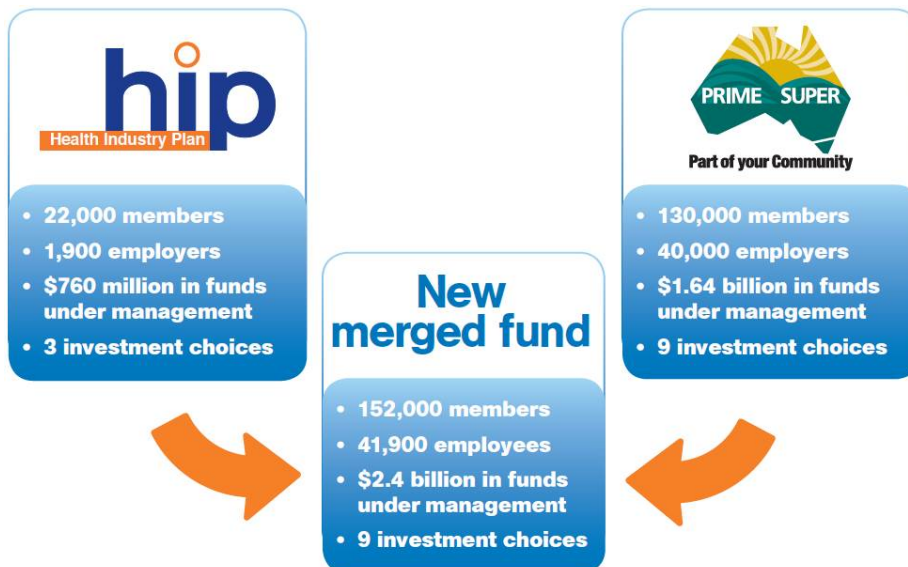 hip
Health Industry Plan
• 22,000 members
• 1,900 employers
• $760 million in funds
under management
• 3 investment choices
PRIME SUPER
Part of your Community
• 130,000 members
• 40,000 employers
• $1.64 billion in funds
under management
• 9 investment choices
New
merged fund
• 152,000 members
• 41,900 employees
• $2.4 billion in funds
under management
• 9 investment choices